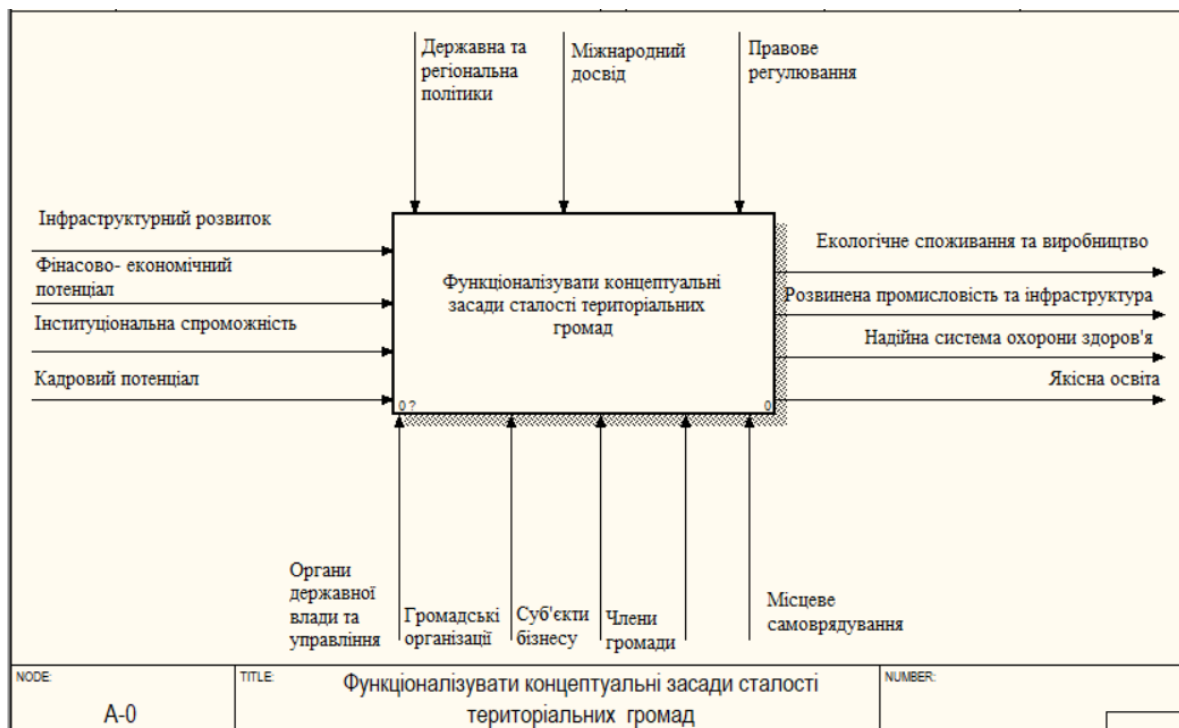 Державна та
регіональна
політики
Міжнародний
досвід
Правове
регулювання
Інфраструктурний розвиток
Фінасово- економічний
потенціал
Інституціональна спроможність
Кадровий потенціал
Функціоналізувати концептуальні
засади сталості територіальних
громад
0 ?
0
Екологічне споживання та виробництво
Розвинена промисловість та інфраструктура
Надійна система охорони здоров'я
Якісна освіта
Органи
державної
влади та
управління
Громадські
організації
Суб'єкти
бізнесу
Члени
громади
Місцеве
самоврядування
NODE:
A-0
TITLE:
Функціоналізувати концептуальні засади сталості
територіальних громад
NUMBER: